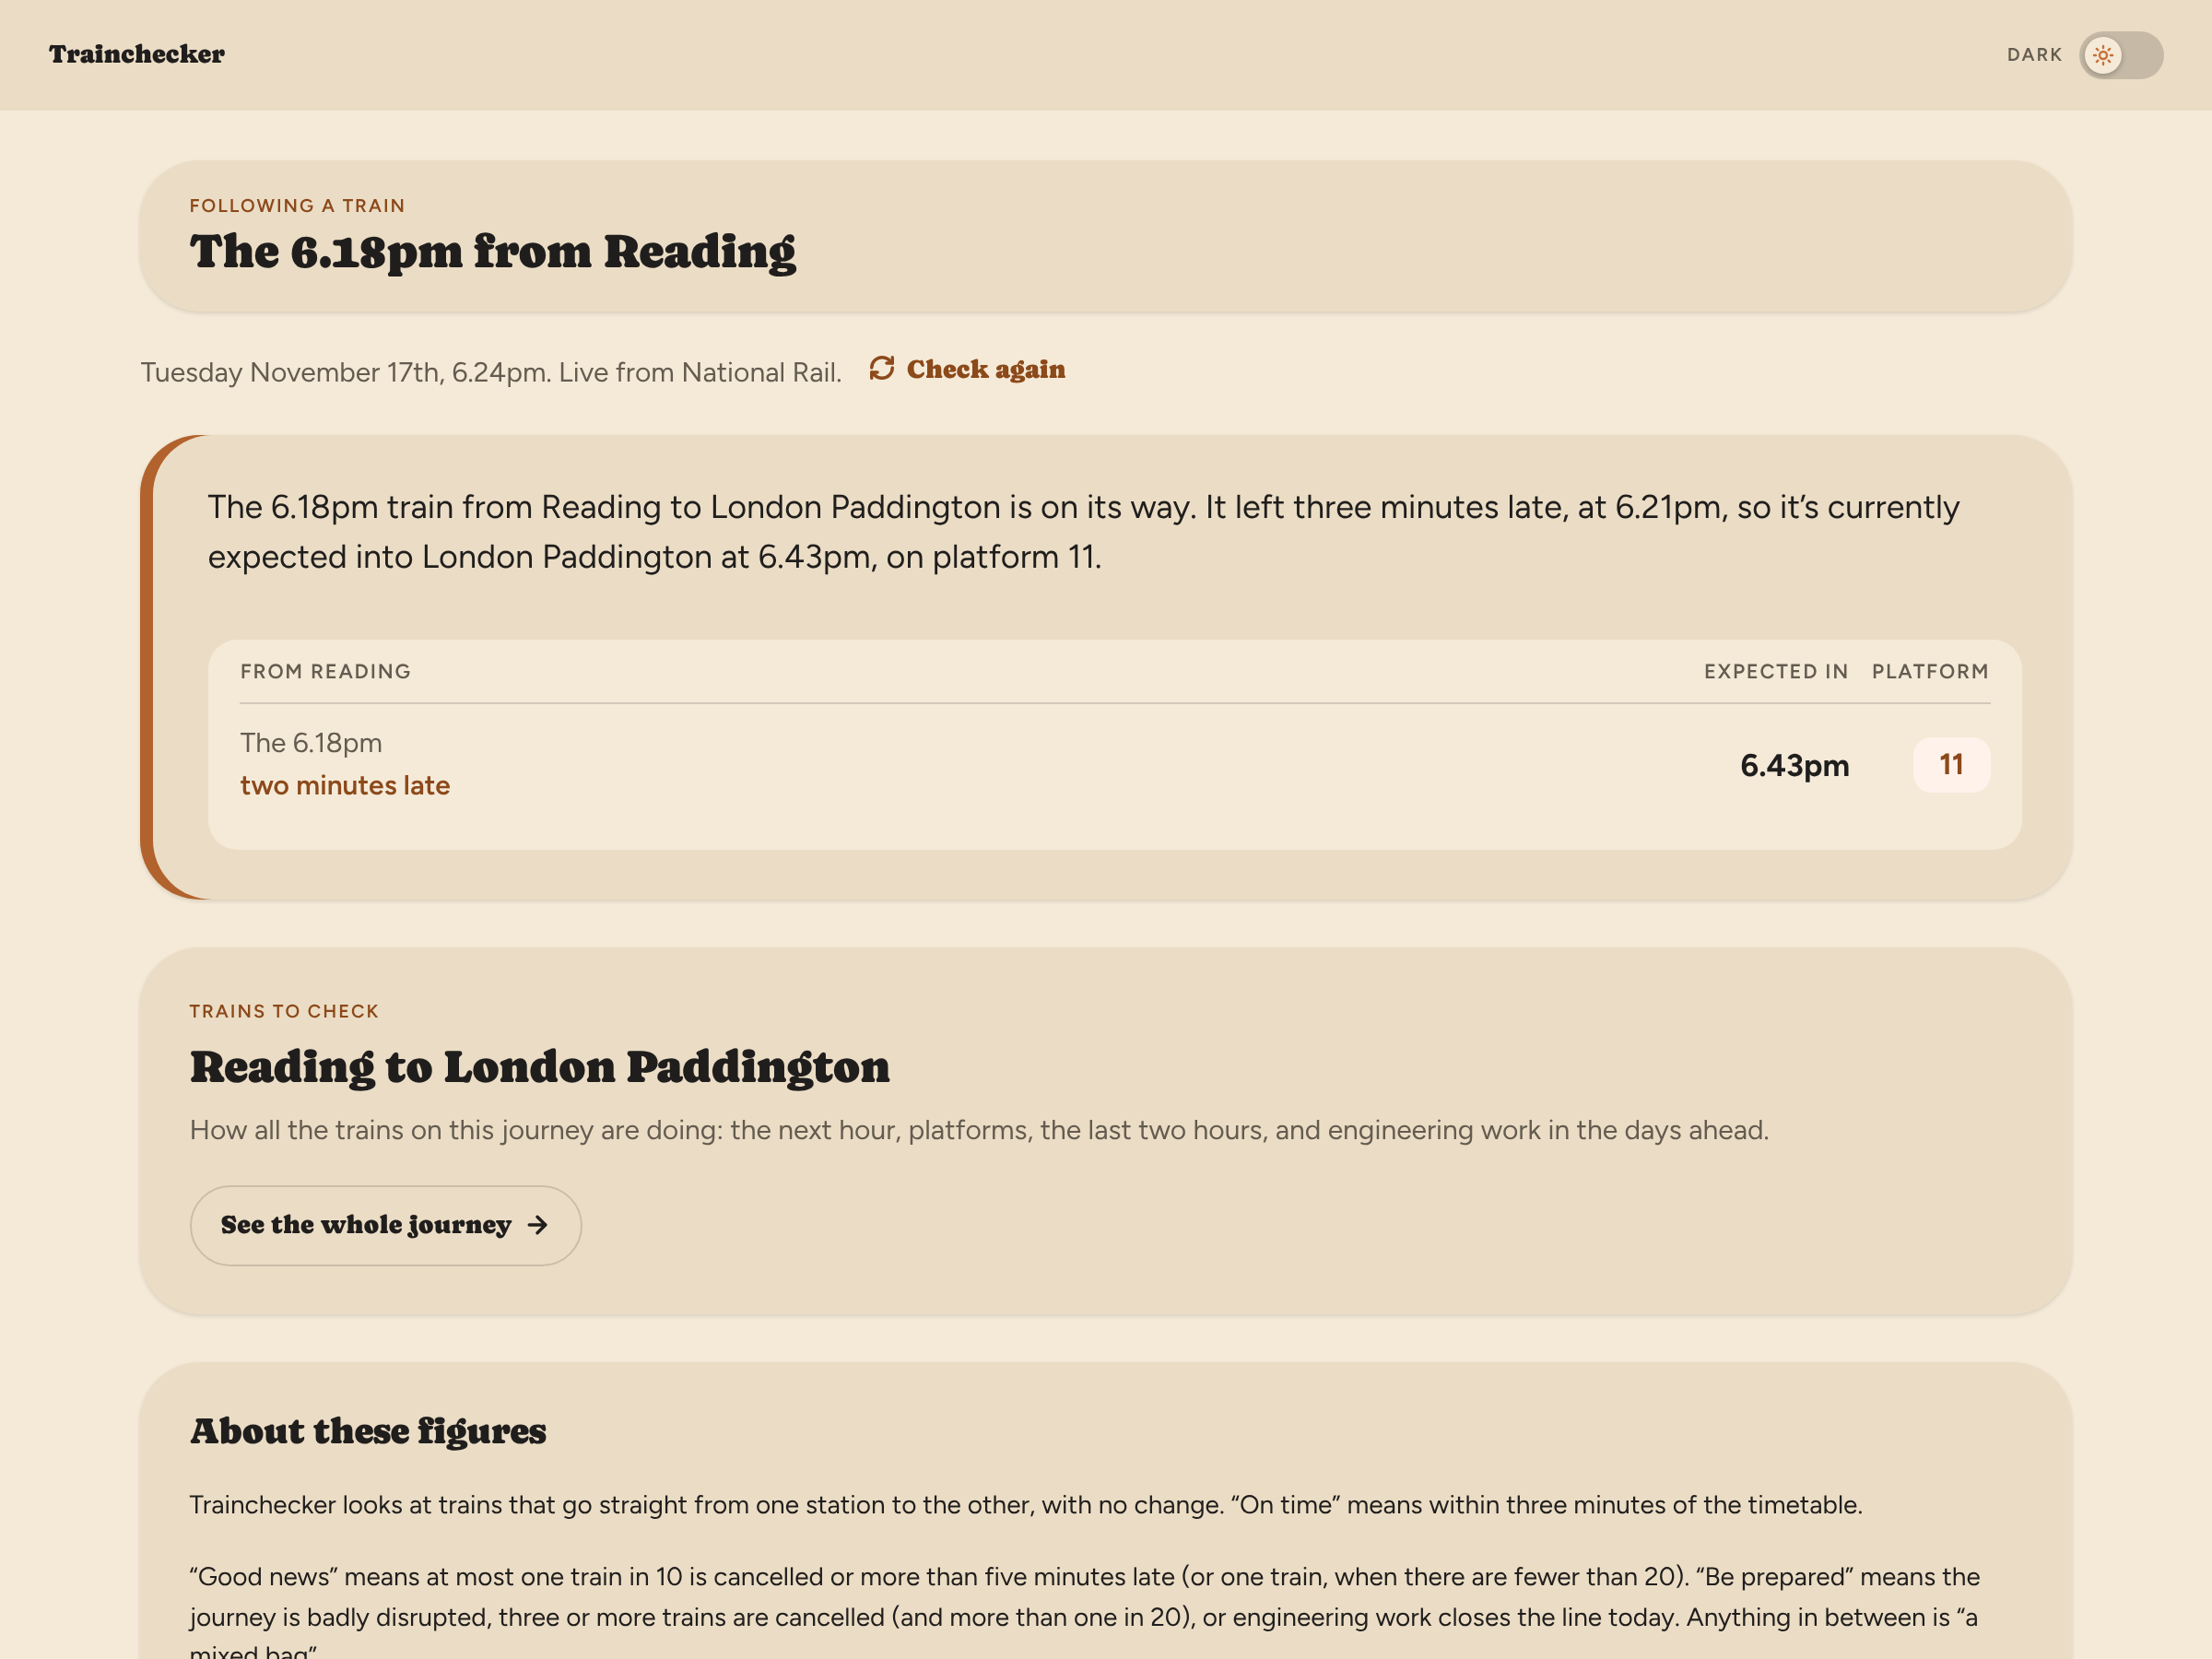 Trainchecker
DARK
FOLLOWING A TRAIN
The 6.18pm from Reading
Tuesday November 17th, 6.24pm. Live from National Rail.
Check again
The 6.18pm train from Reading to London Paddington is on its way. It left three minutes late, at 6.21pm, so it’s currently
expected into London Paddington at 6.43pm, on platform 11.
FROM READING EXPECTED IN PLATFORM
The 6.18pm
two minutes late
6.43pm 11
TRAINS TO CHECK
Reading to London Paddington
How all the trains on this journey are doing: the next hour, platforms, the last two hours, and engineering work in the days ahead.
See the whole journey →
About these figures
Trainchecker looks at trains that go straight from one station to the other, with no change. “On time” means within three minutes of the timetable.
“Good news” means at most one train in 10 is cancelled or more than five minutes late (or one train, when there are fewer than 20). “Be prepared” means the
journey is badly disrupted, three or more trains are cancelled (and more than one in 20), or engineering work closes the line today. Anything in between is “a
mixed bag”.